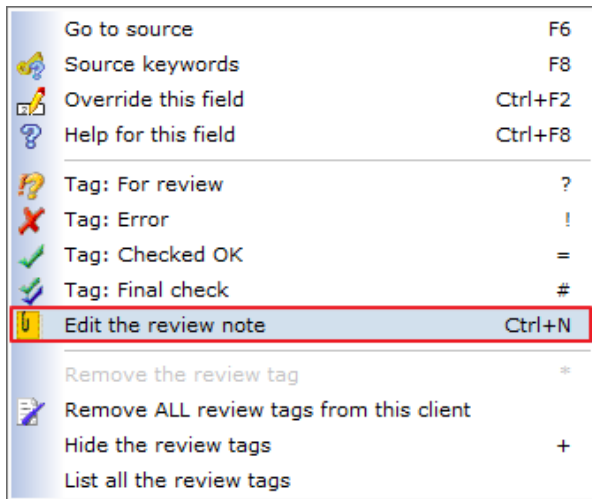 Go to source F6
Source keywords F8
Override this field Ctrl+F2
Help for this field Ctrl+F8
Tag: For review ?
Tag: Error !
Tag: Checked OK =
Tag: Final check #
Edit the review note Ctrl+N
Remove the review tag *
Remove ALL review tags from this client
Hide the review tags +
List all the review tags